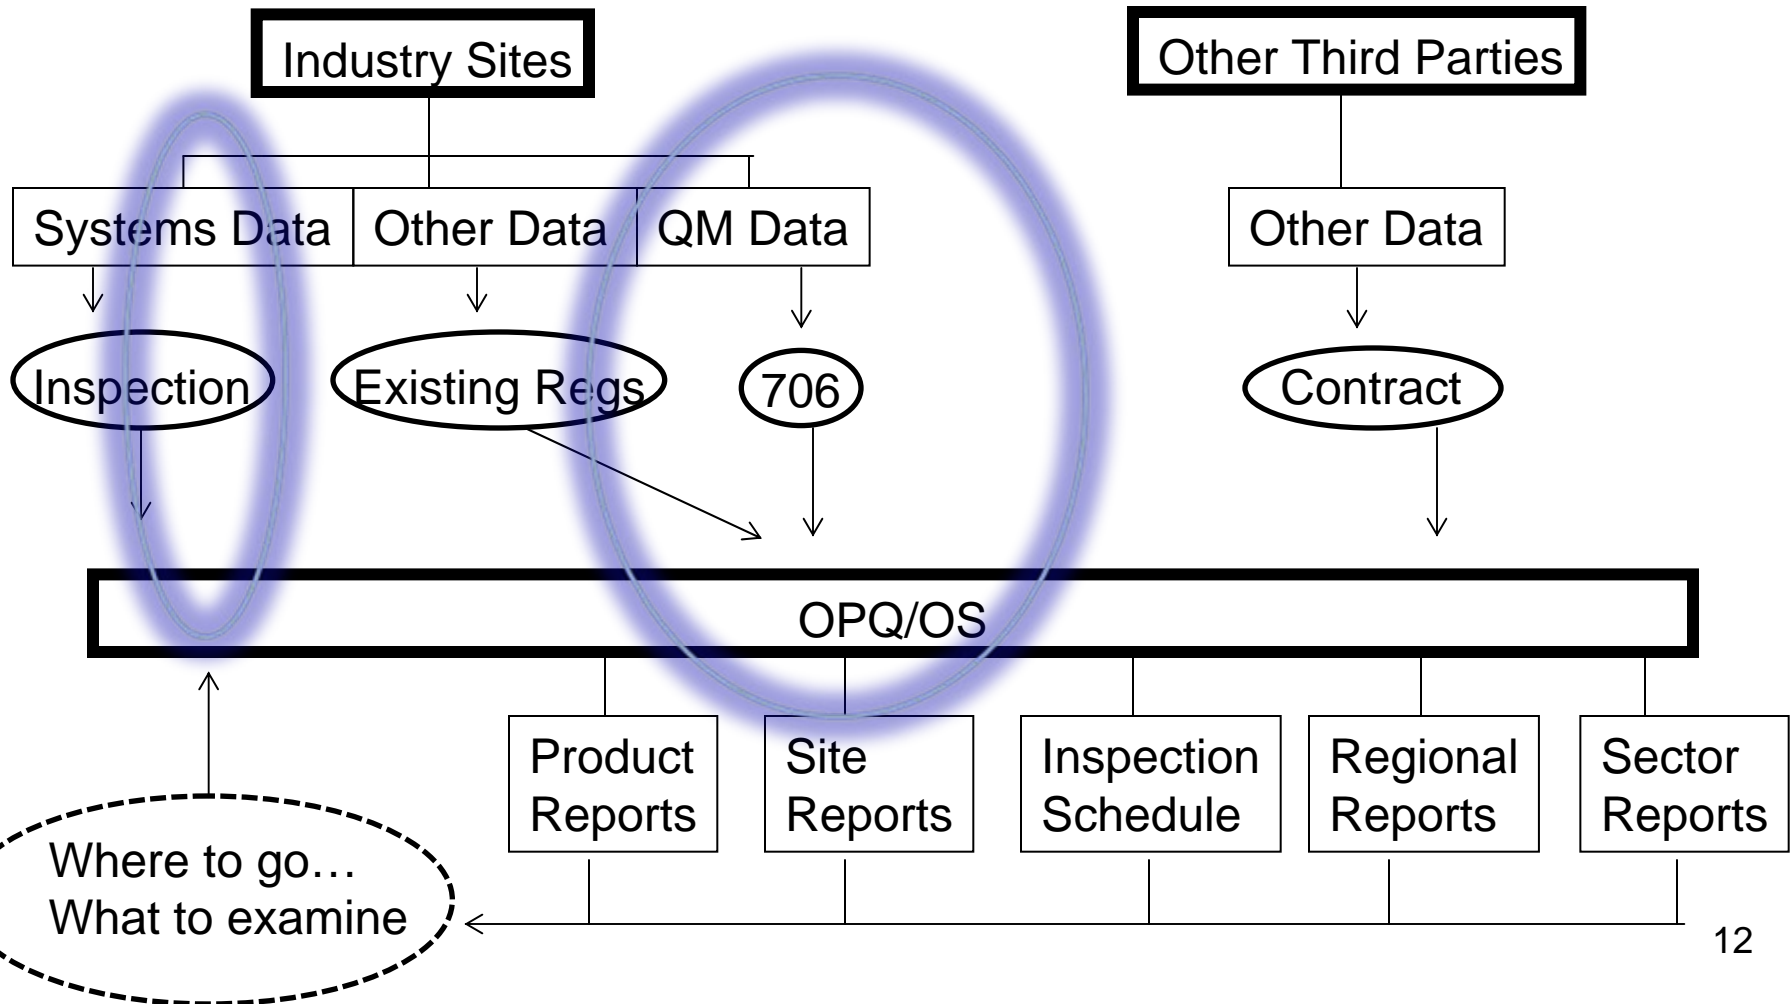 Industry Sites
Other Third Parties
Systems Data
Other Data
QM Data
Other Data
Inspection
Existing Regs
706
Contract
OPQ/OS
Product
Reports
Site
Reports
Inspection
Schedule
Regional
Reports
Sector
Reports
Where to go…
What to examine
12